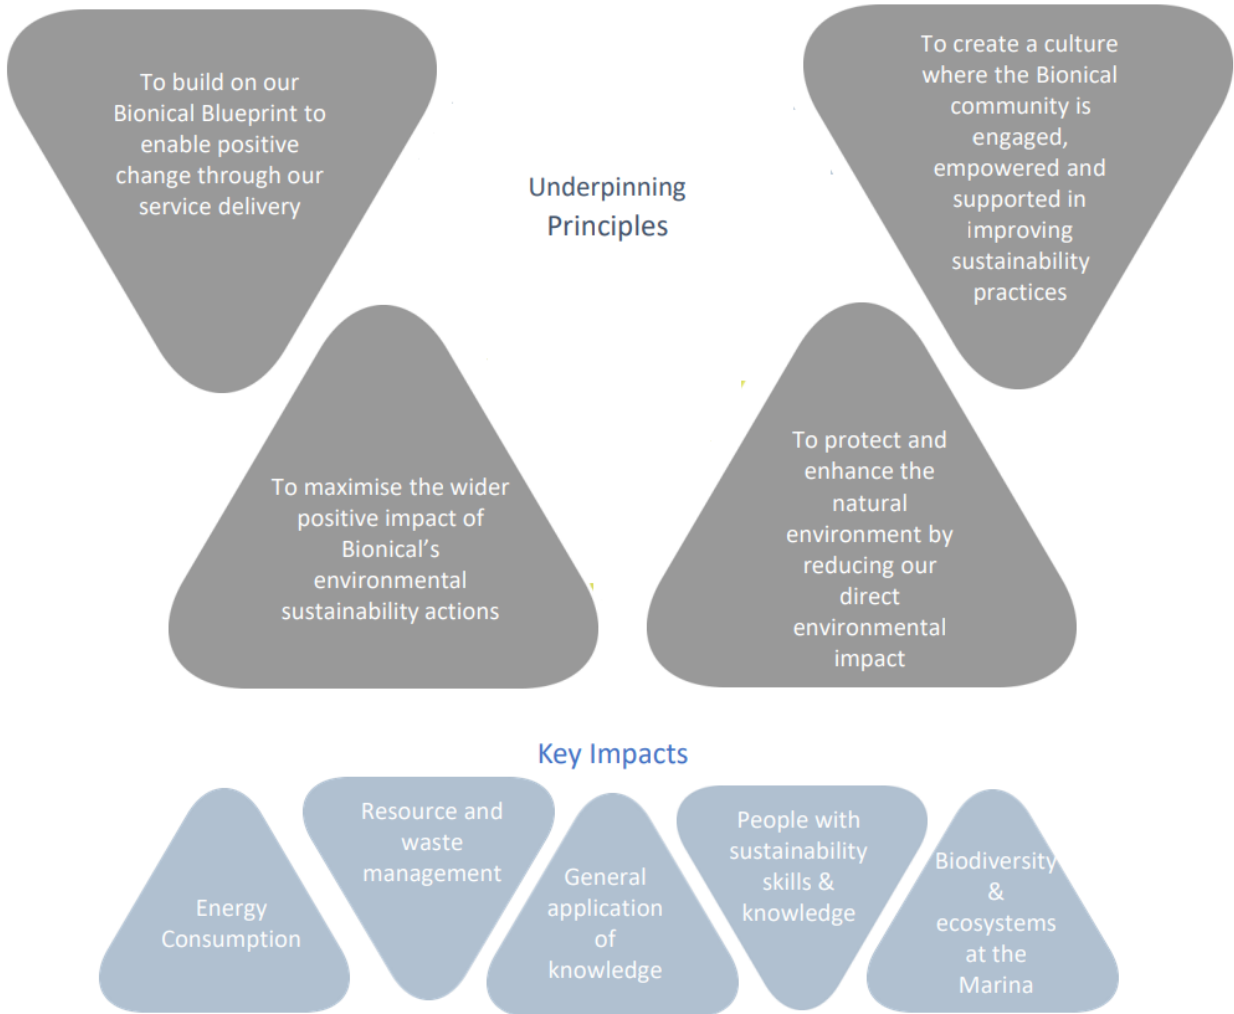 To build on our
Bionical Blueprint to
enable positive
change through our
service delivery
To create a culture
where the Bionical
community is
engaged,
empowered and
supported in
improving
sustainability
practices
Underpinning
Principles
To maximise the wider
positive impact of
Bionical’s
environmental
sustainability actions
To protect and
enhance the
natural
environment by
reducing our
direct
environmental
impact
Key Impacts
Energy
Consumption
Resource and
waste
management
General
application
of
knowledge
People with
sustainability
skills &
knowledge
Biodiversity
&
ecosystems
at the
Marina